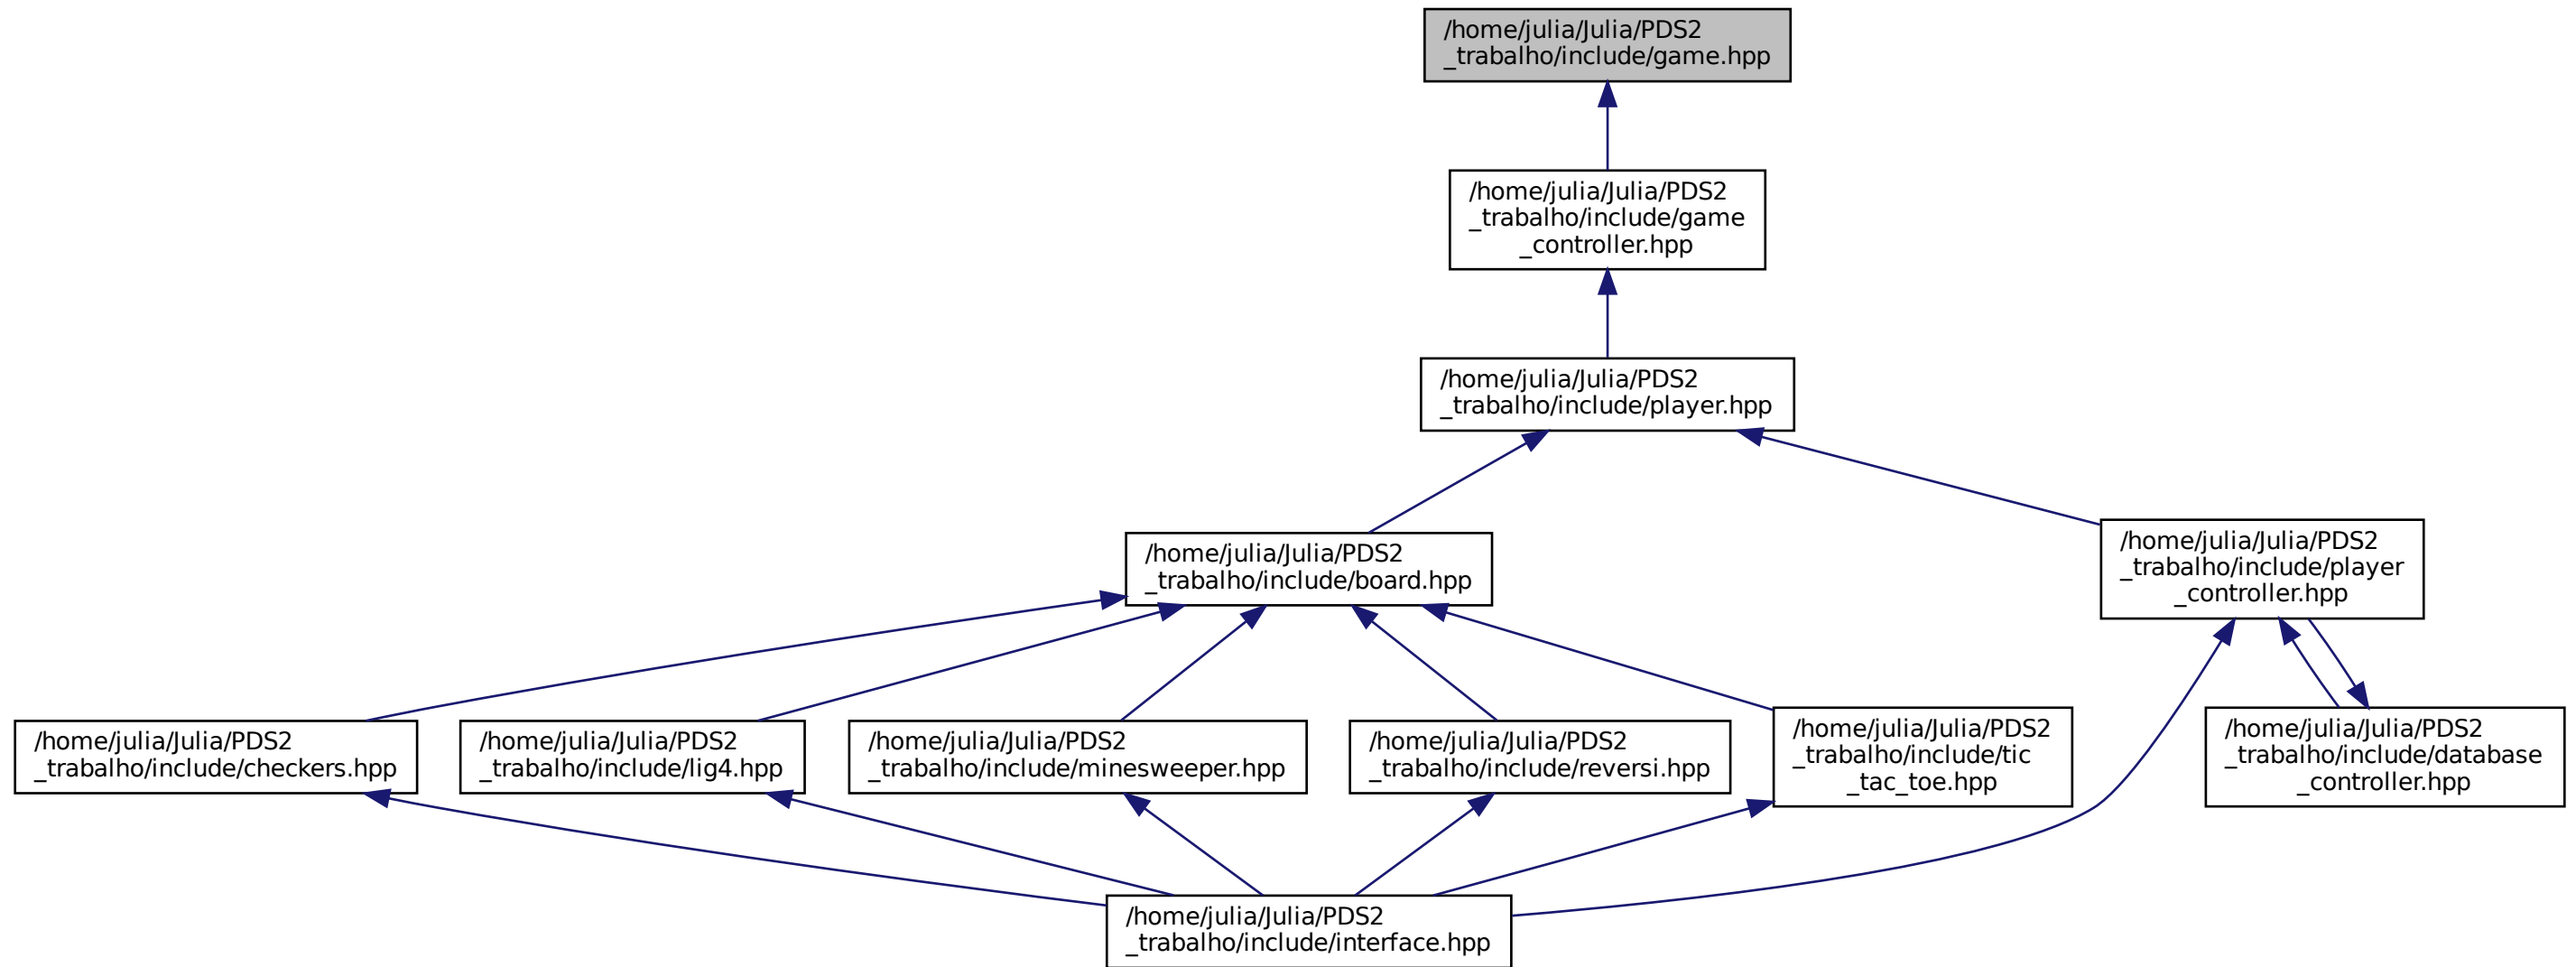 /home/julia/Julia/PDS2
_trabalho/include/game.hpp
/home/julia/Julia/PDS2
_trabalho/include/game
_controller.hpp
/home/julia/Julia/PDS2
_trabalho/include/player.hpp
/home/julia/Julia/PDS2
_trabalho/include/board.hpp
/home/julia/Julia/PDS2
_trabalho/include/player
_controller.hpp
/home/julia/Julia/PDS2
_trabalho/include/checkers.hpp
/home/julia/Julia/PDS2
_trabalho/include/lig4.hpp
/home/julia/Julia/PDS2
_trabalho/include/minesweeper.hpp
/home/julia/Julia/PDS2
_trabalho/include/reversi.hpp
/home/julia/Julia/PDS2
_trabalho/include/tic
_tac_toe.hpp
/home/julia/Julia/PDS2
_trabalho/include/database
_controller.hpp
/home/julia/Julia/PDS2
_trabalho/include/interface.hpp